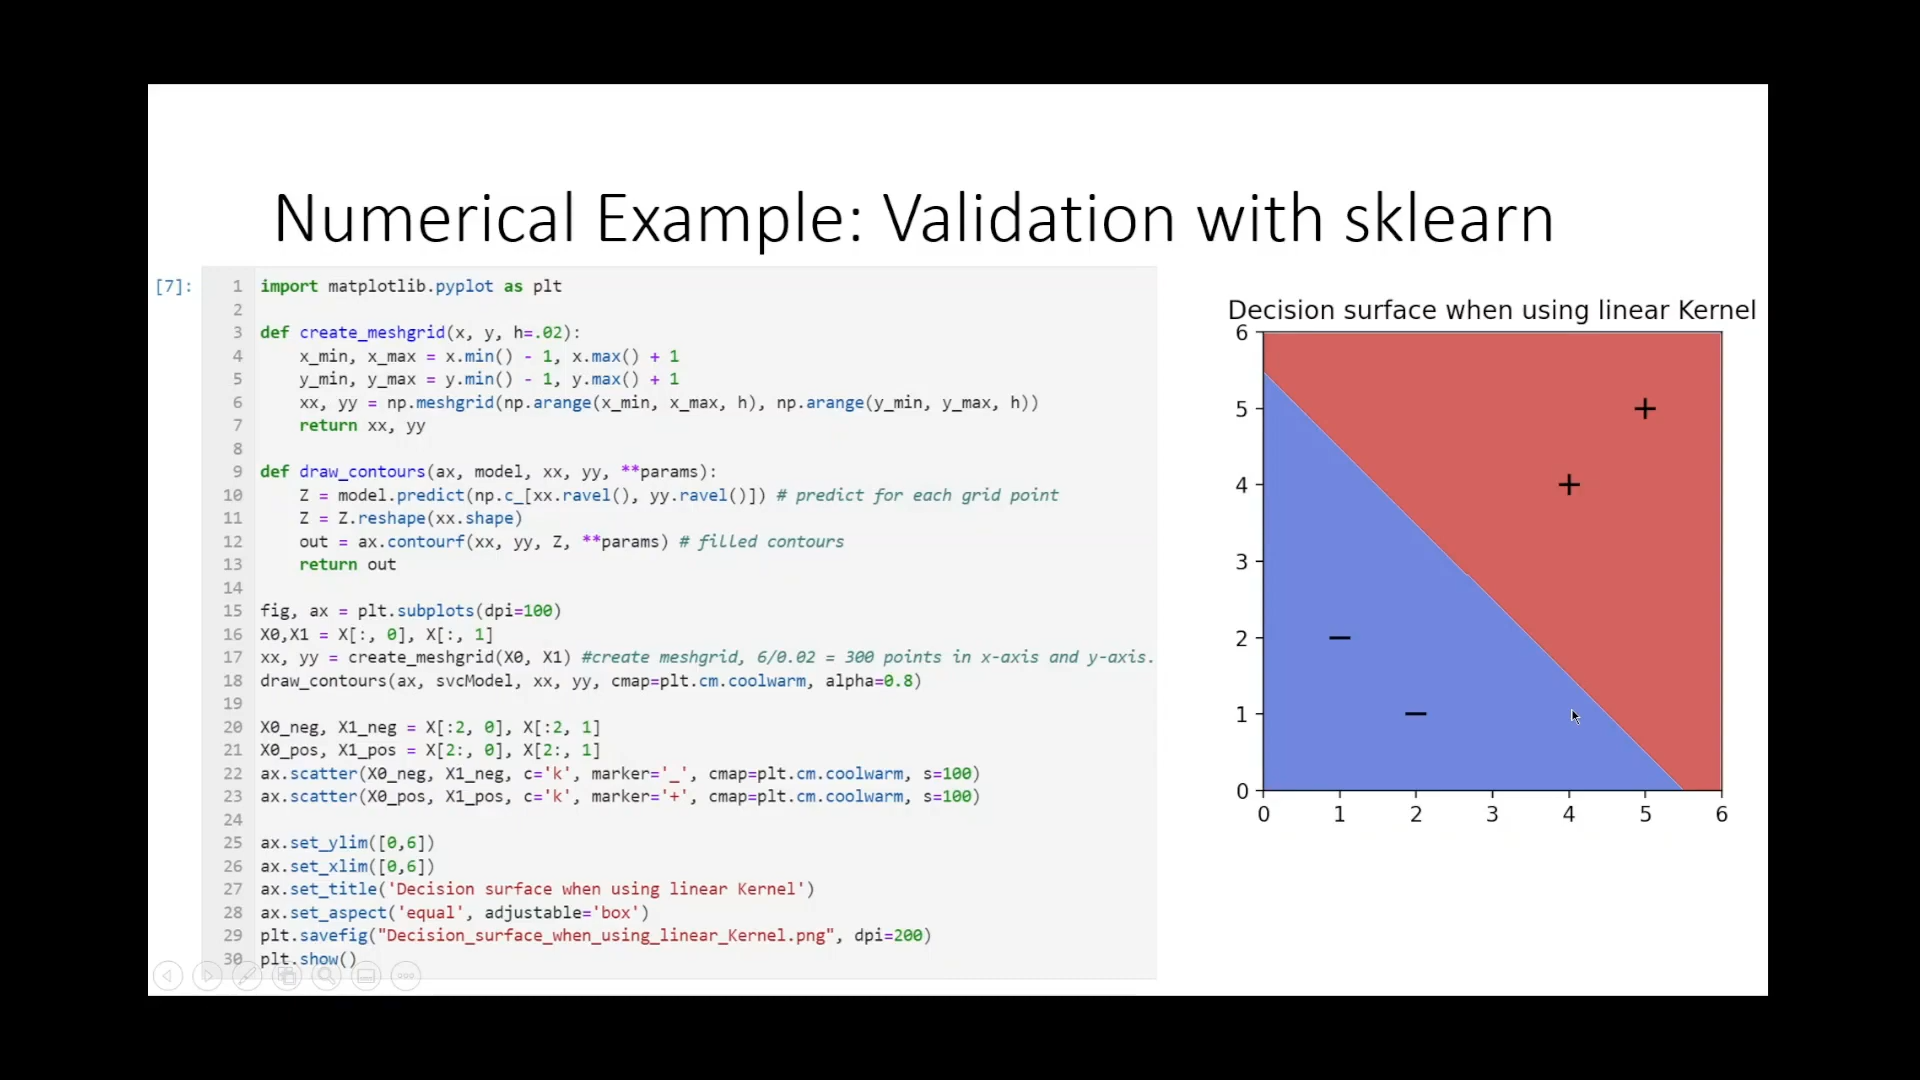 Numerical Example: Validation with sklearn
[7]:
1 import matplotlib.pyplot as plt
2
3 def create_meshgrid(x, y, h=.02):
4     x_min, x_max = x.min() - 1, x.max() + 1
5     y_min, y_max = y.min() - 1, y.max() + 1
6     xx, yy = np.meshgrid(np.arange(x_min, x_max, h), np.arange(y_min, y_max, h))
7     return xx, yy
8
9 def draw_contours(ax, model, xx, yy, **params):
10     Z = model.predict(np.c_[xx.ravel(), yy.ravel()]) # predict for each grid point
11     Z = Z.reshape(xx.shape)
12     out = ax.contourf(xx, yy, Z, **params) # filled contours
13     return out
14
15 fig, ax = plt.subplots(dpi=100)
16 X0,X1 = X[:, 0], X[:, 1]
17 xx, yy = create_meshgrid(X0, X1) #create meshgrid, 6/0.02 = 300 points in x-axis and y-axis.
18 draw_contours(ax, svcModel, xx, yy, cmap=plt.cm.coolwarm, alpha=0.8)
19
20 X0_neg, X1_neg = X[:2, 0], X[:2, 1]
21 X0_pos, X1_pos = X[2:, 0], X[2:, 1]
22 ax.scatter(X0_neg, X1_neg, c='k', marker='_', cmap=plt.cm.coolwarm, s=100)
23 ax.scatter(X0_pos, X1_pos, c='k', marker='+', cmap=plt.cm.coolwarm, s=100)
24
25 ax.set_ylim([0,6])
26 ax.set_xlim([0,6])
27 ax.set_title('Decision surface when using linear Kernel')
28 ax.set_aspect('equal', adjustable='box')
29 plt.savefig("Decision_surface_when_using_linear_Kernel.png", dpi=200)
30 plt.show()
Decision surface when using linear Kernel
6
5
4
3
2
1
0
0 1 2 3 4 5 6